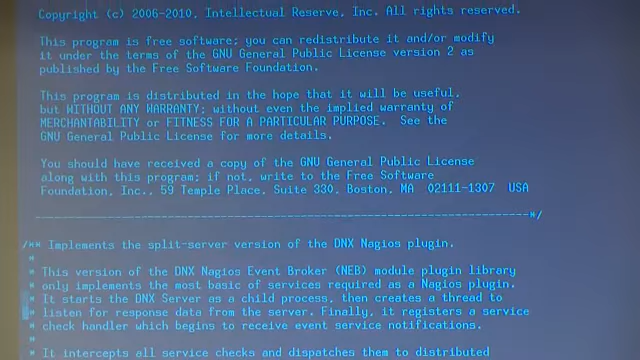 Copyright (c) 2006-2010, Intellectual Reserve, Inc. All rights reserved.
This program is free software; you can redistribute it and/or modify
it under the terms of the GNU General Public License version 2 as
published by the Free Software Foundation.
This program is distributed in the hope that it will be useful,
but WITHOUT ANY WARRANTY; without even the implied warranty of
MERCHANTABILITY or FITNESS FOR A PARTICULAR PURPOSE.  See the
GNU General Public License for more details.
You should have received a copy of the GNU General Public License
along with this program; if not, write to the Free Software
Foundation, Inc., 59 Temple Place, Suite 330, Boston, MA  02111-1307  USA
--------------------------------------------------------------------------*/
/** Implements the split-server version of the DNX Nagios plugin.
*
* This version of the DNX Nagios Event Broker (NEB) module plugin library
* only implements the most basic of services required as a Nagios plugin.
* It starts the DNX Server as a child process, then creates a thread to
* listen for response data from the server. Finally, it registers a service
* check handler which begins to receive event service notifications.
*
* It intercepts all service checks and dispatches them to distributed